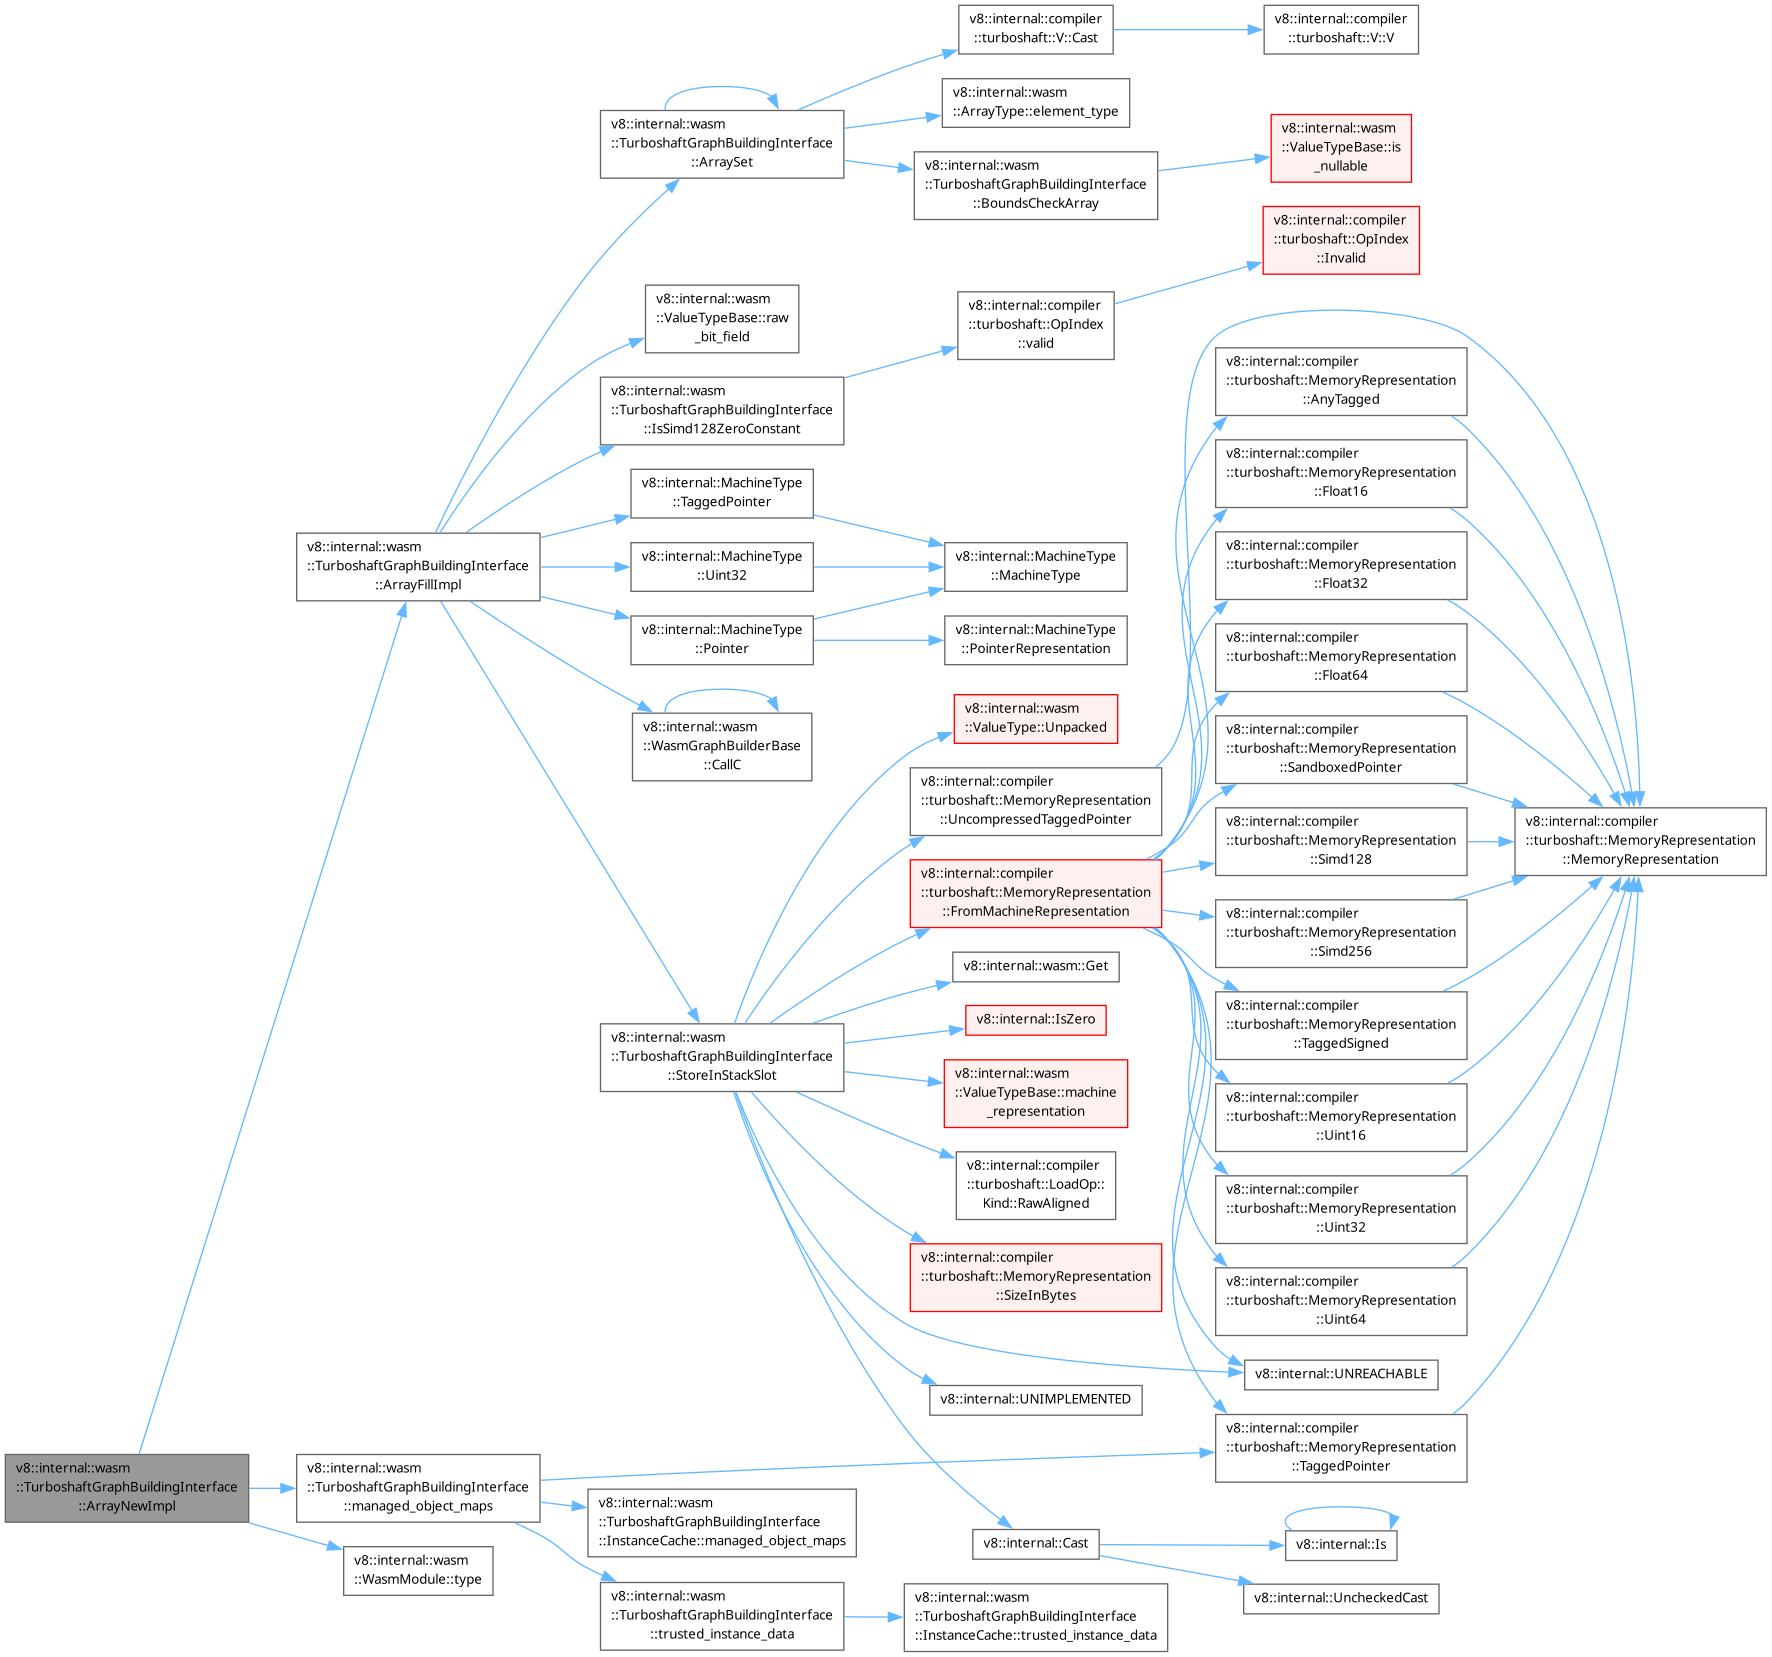 v8::internal::wasm
::TurboshaftGraphBuildingInterface
::ArrayNewImpl
v8::internal::wasm
::TurboshaftGraphBuildingInterface
::ArrayFillImpl
v8::internal::wasm
::TurboshaftGraphBuildingInterface
::managed_object_maps
v8::internal::wasm
::WasmModule::type
v8::internal::wasm
::TurboshaftGraphBuildingInterface
::ArraySet
v8::internal::wasm
::ValueTypeBase::raw
_bit_field
v8::internal::wasm
::TurboshaftGraphBuildingInterface
::IsSimd128ZeroConstant
v8::internal::MachineType
::TaggedPointer
v8::internal::MachineType
::Uint32
v8::internal::MachineType
::Pointer
v8::internal::wasm
::WasmGraphBuilderBase
::CallC
v8::internal::wasm
::TurboshaftGraphBuildingInterface
::StoreInStackSlot
v8::internal::wasm
::TurboshaftGraphBuildingInterface
::InstanceCache::managed_object_maps
v8::internal::wasm
::TurboshaftGraphBuildingInterface
::trusted_instance_data
v8::internal::compiler
::turboshaft::V::Cast
v8::internal::wasm
::ArrayType::element_type
v8::internal::wasm
::TurboshaftGraphBuildingInterface
::BoundsCheckArray
v8::internal::compiler
::turboshaft::OpIndex
::valid
v8::internal::MachineType
::MachineType
v8::internal::MachineType
::PointerRepresentation
v8::internal::wasm
::ValueType::Unpacked
v8::internal::compiler
::turboshaft::MemoryRepresentation
::UncompressedTaggedPointer
v8::internal::compiler
::turboshaft::MemoryRepresentation
::FromMachineRepresentation
v8::internal::wasm::Get
v8::internal::IsZero
v8::internal::wasm
::ValueTypeBase::machine
_representation
v8::internal::compiler
::turboshaft::LoadOp::
Kind::RawAligned
v8::internal::compiler
::turboshaft::MemoryRepresentation
::SizeInBytes
v8::internal::UNIMPLEMENTED
v8::internal::Cast
v8::internal::wasm
::TurboshaftGraphBuildingInterface
::InstanceCache::trusted_instance_data
v8::internal::compiler
::turboshaft::V::V
v8::internal::wasm
::ValueTypeBase::is
_nullable
v8::internal::compiler
::turboshaft::OpIndex
::Invalid
v8::internal::compiler
::turboshaft::MemoryRepresentation
::AnyTagged
v8::internal::compiler
::turboshaft::MemoryRepresentation
::Float16
v8::internal::compiler
::turboshaft::MemoryRepresentation
::Float32
v8::internal::compiler
::turboshaft::MemoryRepresentation
::Float64
v8::internal::compiler
::turboshaft::MemoryRepresentation
::SandboxedPointer
v8::internal::compiler
::turboshaft::MemoryRepresentation
::Simd128
v8::internal::compiler
::turboshaft::MemoryRepresentation
::Simd256
v8::internal::compiler
::turboshaft::MemoryRepresentation
::TaggedSigned
v8::internal::compiler
::turboshaft::MemoryRepresentation
::Uint16
v8::internal::compiler
::turboshaft::MemoryRepresentation
::Uint32
v8::internal::compiler
::turboshaft::MemoryRepresentation
::Uint64
v8::internal::UNREACHABLE
v8::internal::compiler
::turboshaft::MemoryRepresentation
::TaggedPointer
v8::internal::Is
v8::internal::UncheckedCast
v8::internal::compiler
::turboshaft::MemoryRepresentation
::MemoryRepresentation